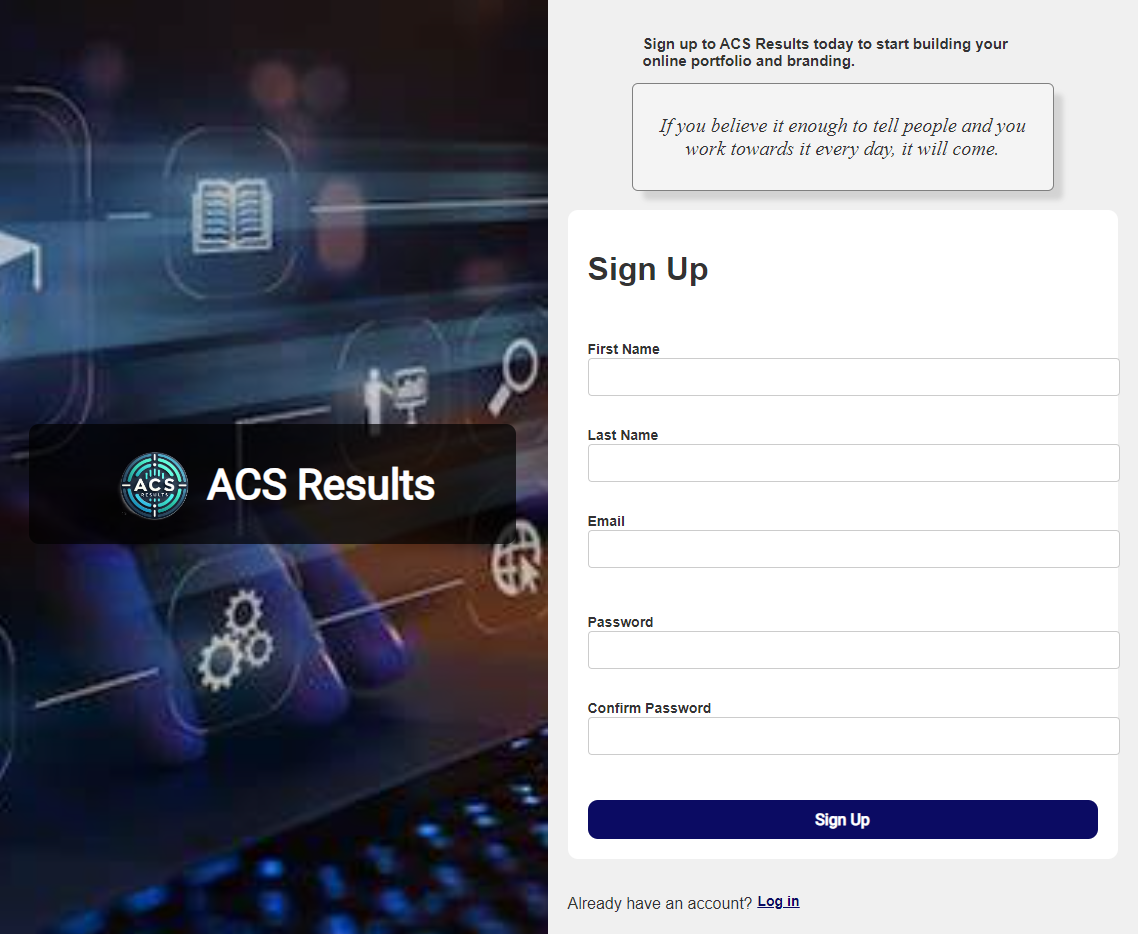 Sign up to ACS Results today to start building your
online portfolio and branding.
If you believe it enough to tell people and you
work towards it every day, it will come.
Sign Up
First Name
Last Name
Email
Password
Confirm Password
Sign Up
Already have an account? Log in
ACS
RESULTS
ACS Results